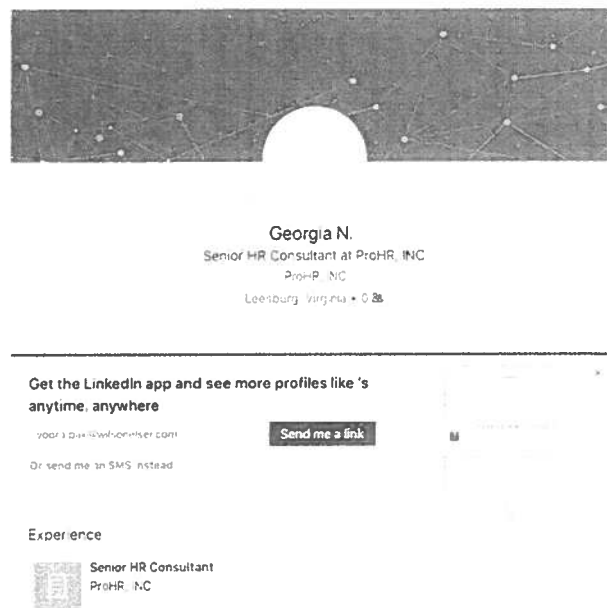 Georgia N.
Senior HR Consultant at ProHR, INC
ProHR, INC
Leesburg, Virginia • 0
Get the LinkedIn app and see more profiles like 's
anytime, anywhere
Send me a link
Or send me an SMS instead
Experience
Senior HR Consultant
ProHR, INC